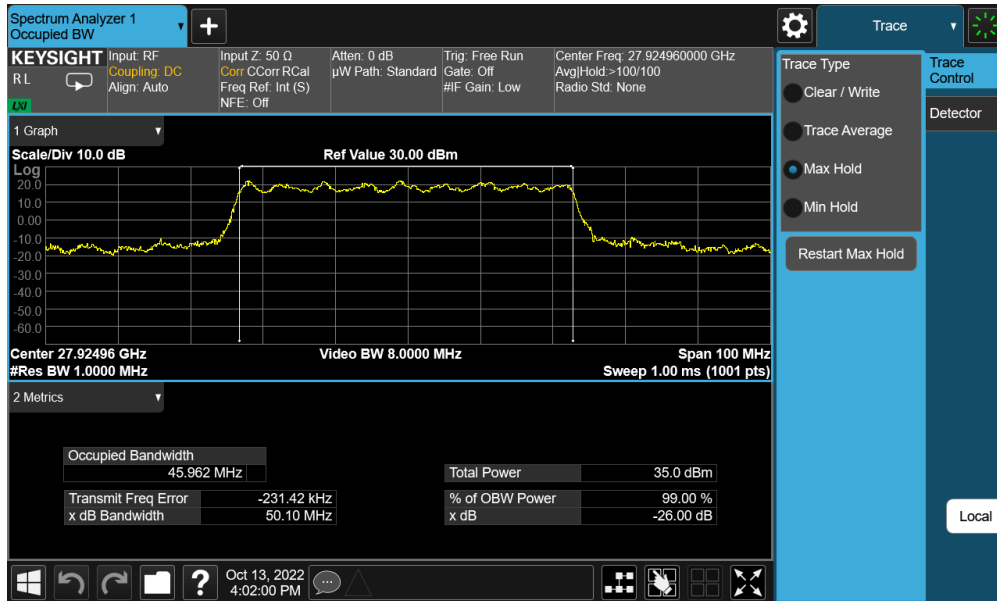 Spectrum Analyzer 1
Occupied BW
+
Trace
KEYSIGHT
R L
LXI
Input: RF
Coupling: DC
Align: Auto
Input Z: 50 Ω
Corr CCorr RCal
Freq Ref: Int (S)
NFE: Off
Atten: 0 dB
µW Path: Standard
Trig: Free Run
Gate: Off
#IF Gain: Low
Center Freq: 27.924960000 GHz
Avg|Hold:>100/100
Radio Std: None
Trace Type
Clear / Write
Trace Average
Max Hold
Min Hold
Restart Max Hold
Trace
Control
Detector
Local
1 Graph
Scale/Div 10.0 dB
Ref Value 30.00 dBm
Log
20.0
10.0
0.00
-10.0
-20.0
-30.0
-40.0
-50.0
-60.0
Center 27.92496 GHz
Video BW 8.0000 MHz
Span 100 MHz
#Res BW 1.0000 MHz
Sweep 1.00 ms (1001 pts)
2 Metrics
Occupied Bandwidth
45.962 MHz
Total Power 35.0 dBm
Transmit Freq Error -231.42 kHz
% of OBW Power 99.00 %
x dB Bandwidth 50.10 MHz
x dB -26.00 dB
?
Oct 13, 2022
4:02:00 PM